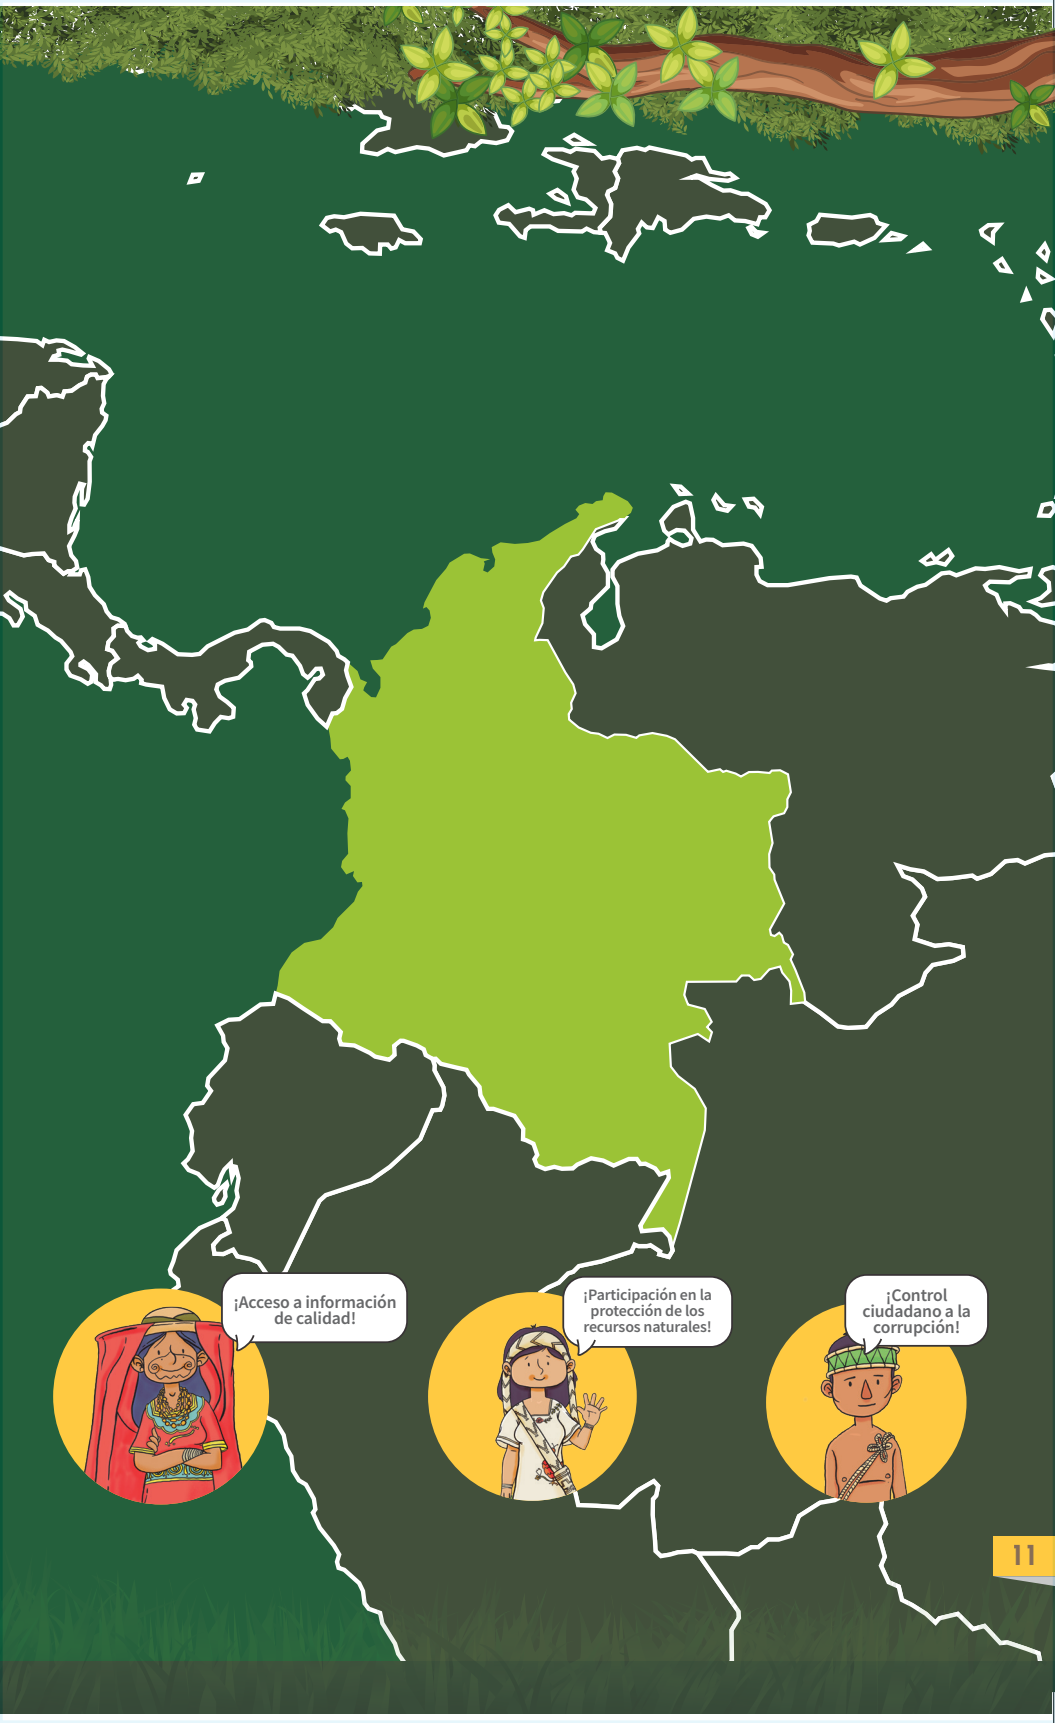 ¡Acceso a información
de calidad!
¡Participación en la
protección de los
recursos naturales!
¡Control
ciudadano a la
corrupción!
11